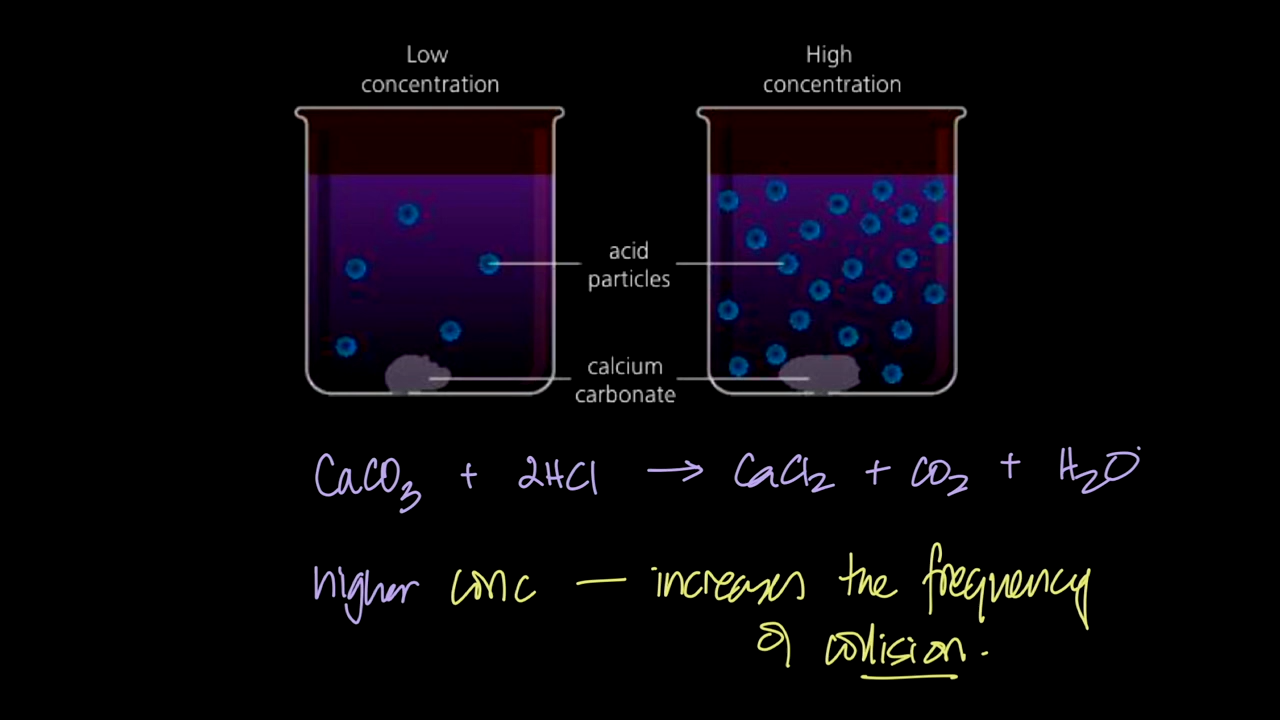 Low
concentration
High
concentration
acid
particles
calcium
carbonate
CaCO₃ + 2HCl → CaCl₂ + CO₂ + H₂O
higher conc — increases the frequency
of collision.